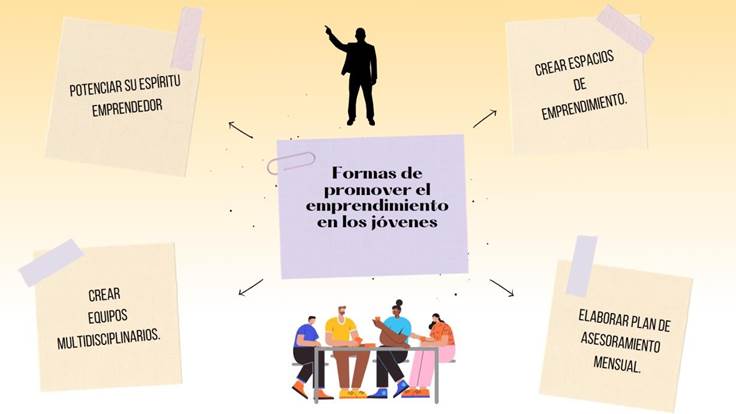 POTENCIAR SU ESPÍRITU
EMPRENDEDOR
CREAR ESPACIOS
DE
EMPRENDIMIENTO.
Formas de
promover el
emprendimiento
en los jóvenes
CREAR
EQUIPOS
MULTIDISCIPLINARIOS.
ELABORAR PLAN DE
ASESORAMIENTO
MENSUAL.